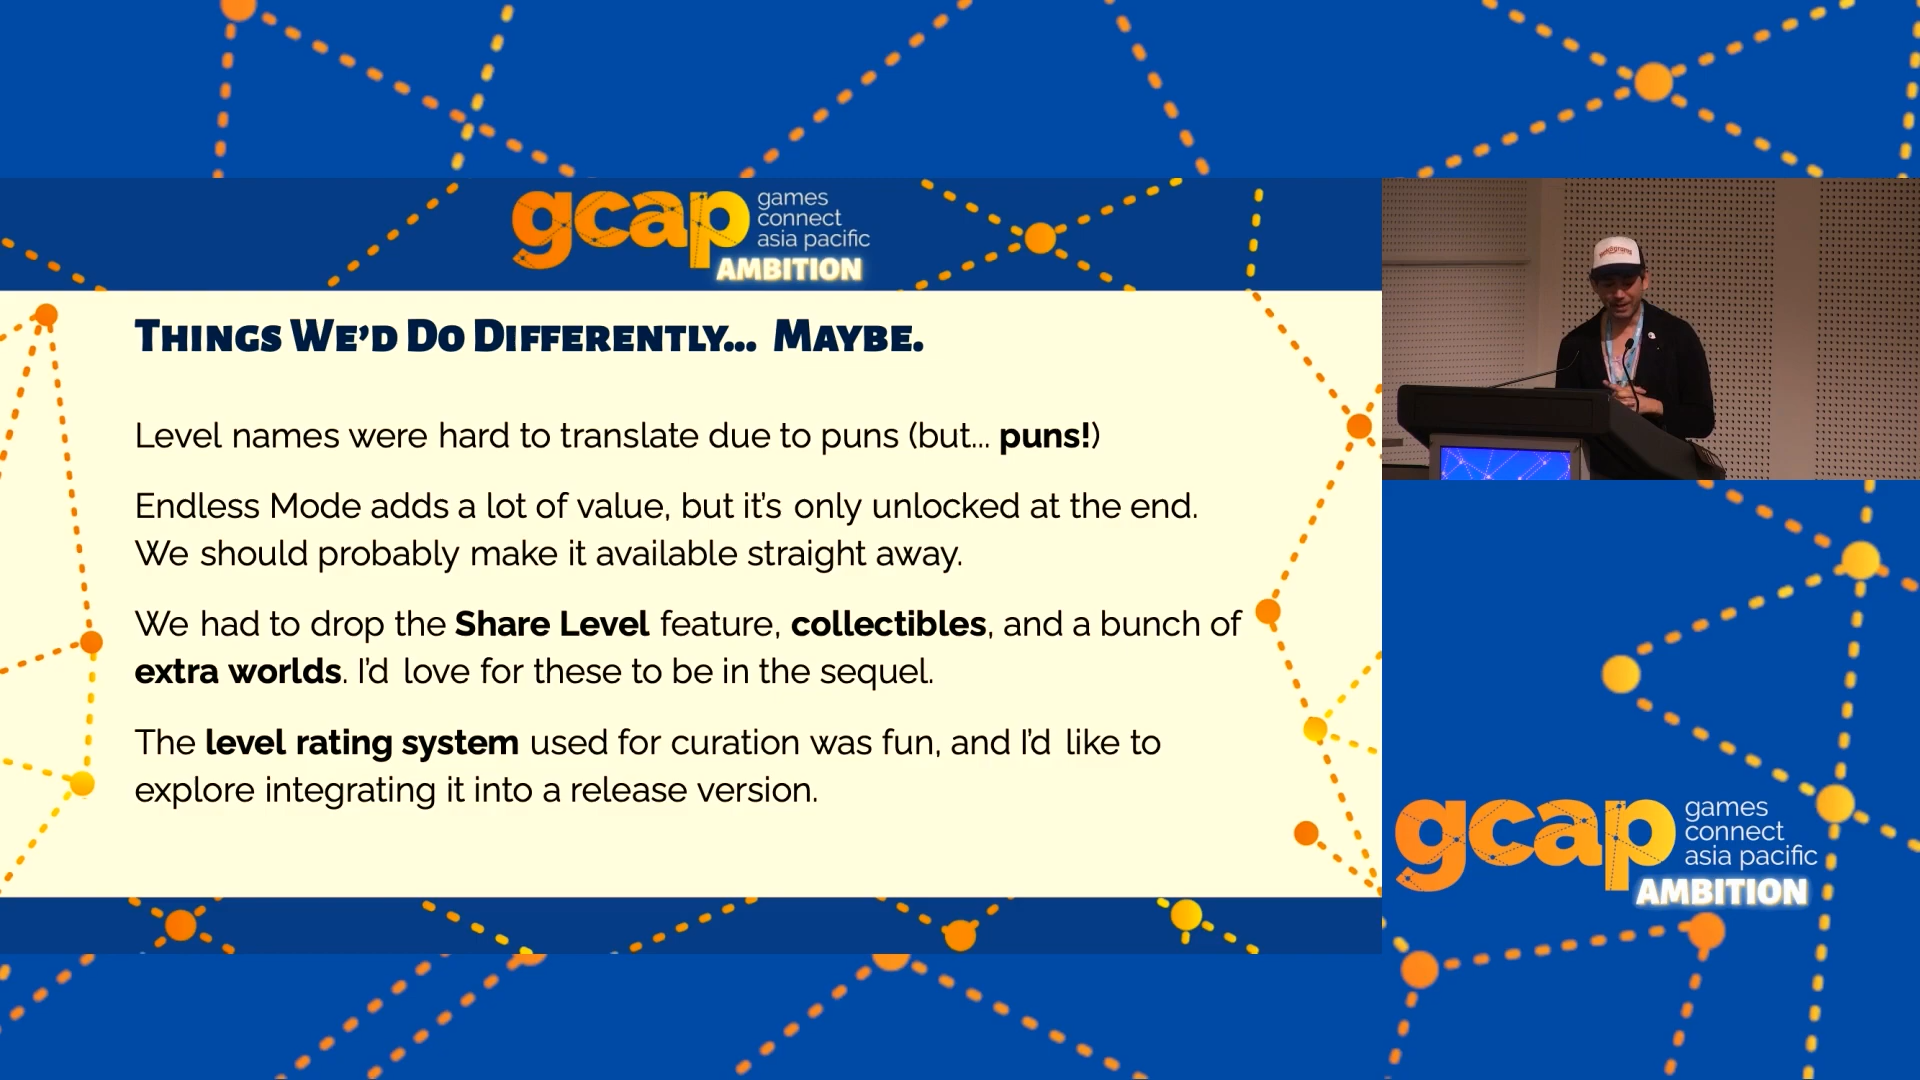 gcap
games
connect
asia pacific
AMBITION
THINGS WE'D DO DIFFERENTLY... MAYBE.
Level names were hard to translate due to puns (but... puns!)
Endless Mode adds a lot of value, but it's only unlocked at the end.
We should probably make it available straight away.
We had to drop the Share Level feature, collectibles, and a bunch of
extra worlds. I'd love for these to be in the sequel.
The level rating system used for curation was fun, and I'd like to
explore integrating it into a release version.
gcap
games
connect
asia pacific
AMBITION